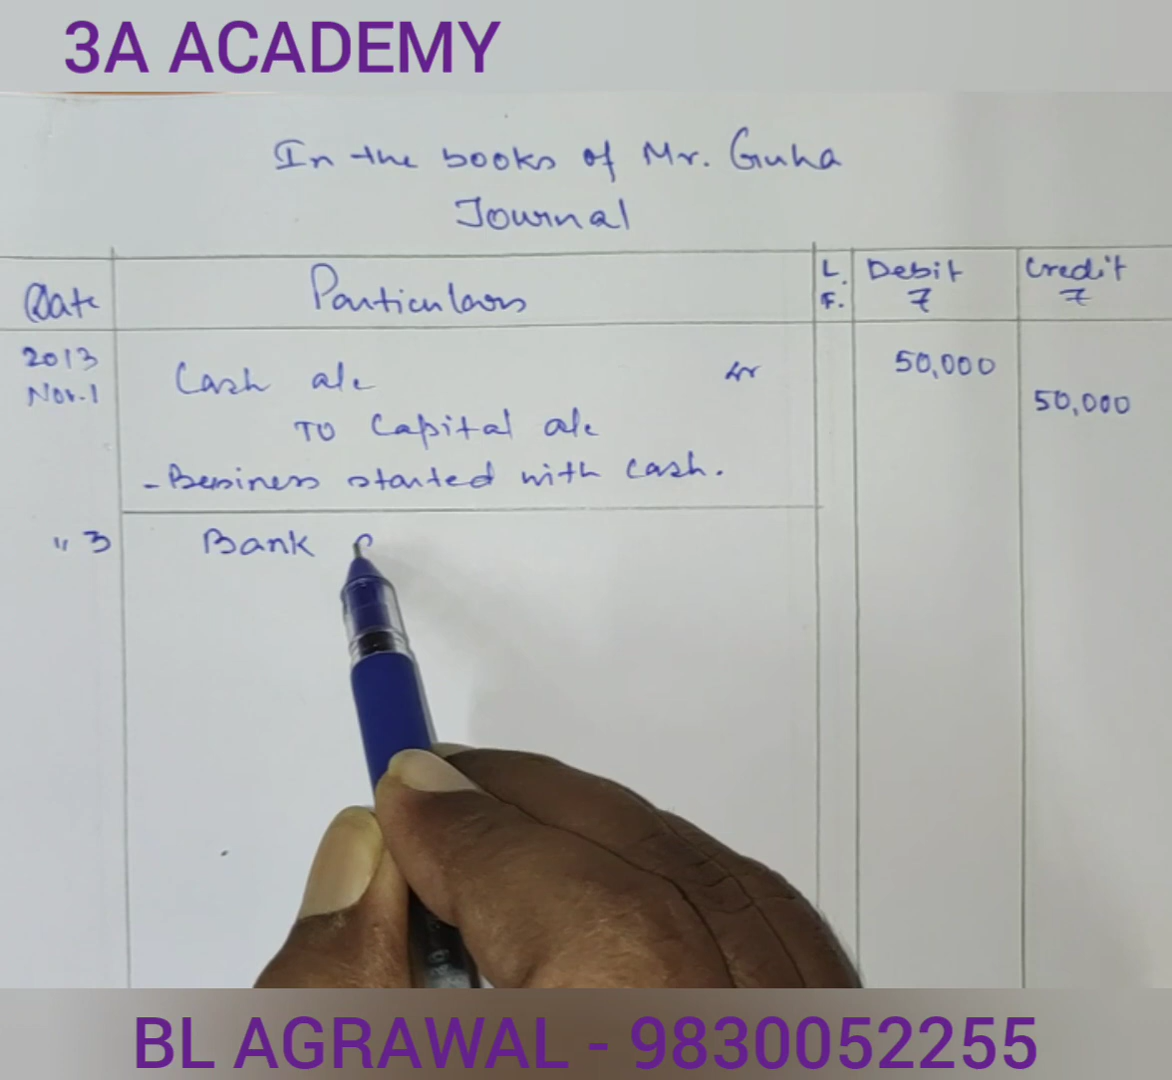 3A ACADEMY
In the books of Mr. Guha
Journal
Date Particulars L. F. Debit ₹ Credit ₹
2013
Nov. 1 Cash a/c Dr 50,000
To Capital a/c 50,000
- Business started with cash.
" 3 Bank
BL AGRAWAL - 9830052255